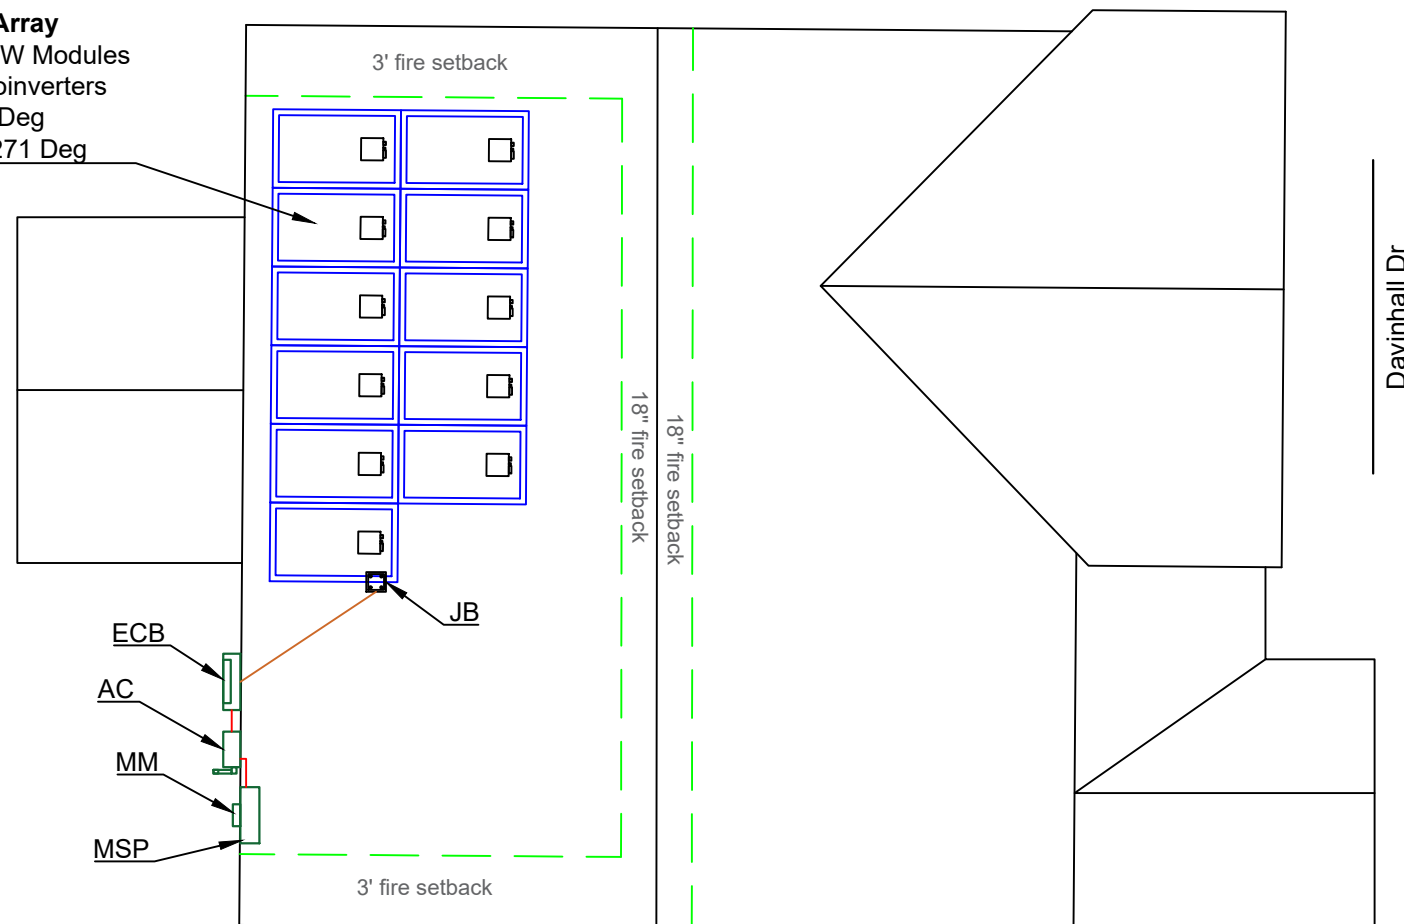 Array
W Modules
oinverters
Deg
271 Deg
3' fire setback
18" fire setback
18" fire setback
Davinhall Dr
JB
ECB
AC
MM
MSP
3' fire setback